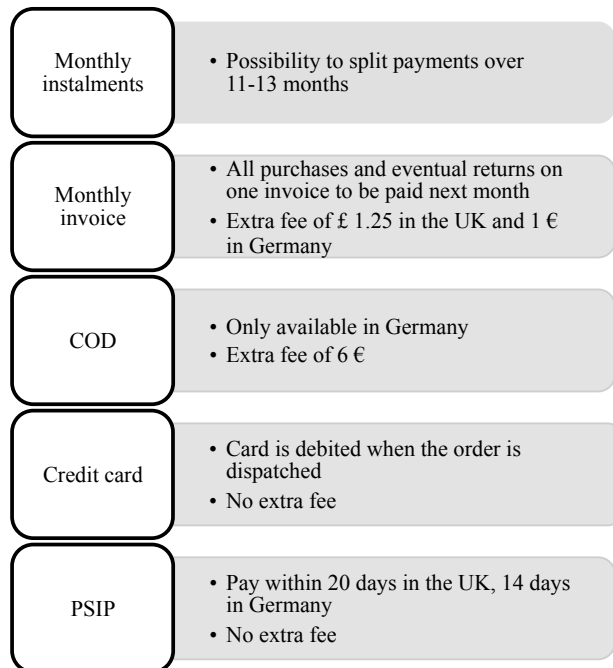 Monthly
instalments
• Possibility to split payments over
11-13 months
Monthly
invoice
• All purchases and eventual returns on
one invoice to be paid next month
• Extra fee of £ 1.25 in the UK and 1 €
in Germany
COD
• Only available in Germany
• Extra fee of 6 €
Credit card
• Card is debited when the order is
dispatched
• No extra fee
PSIP
• Pay within 20 days in the UK, 14 days
in Germany
• No extra fee